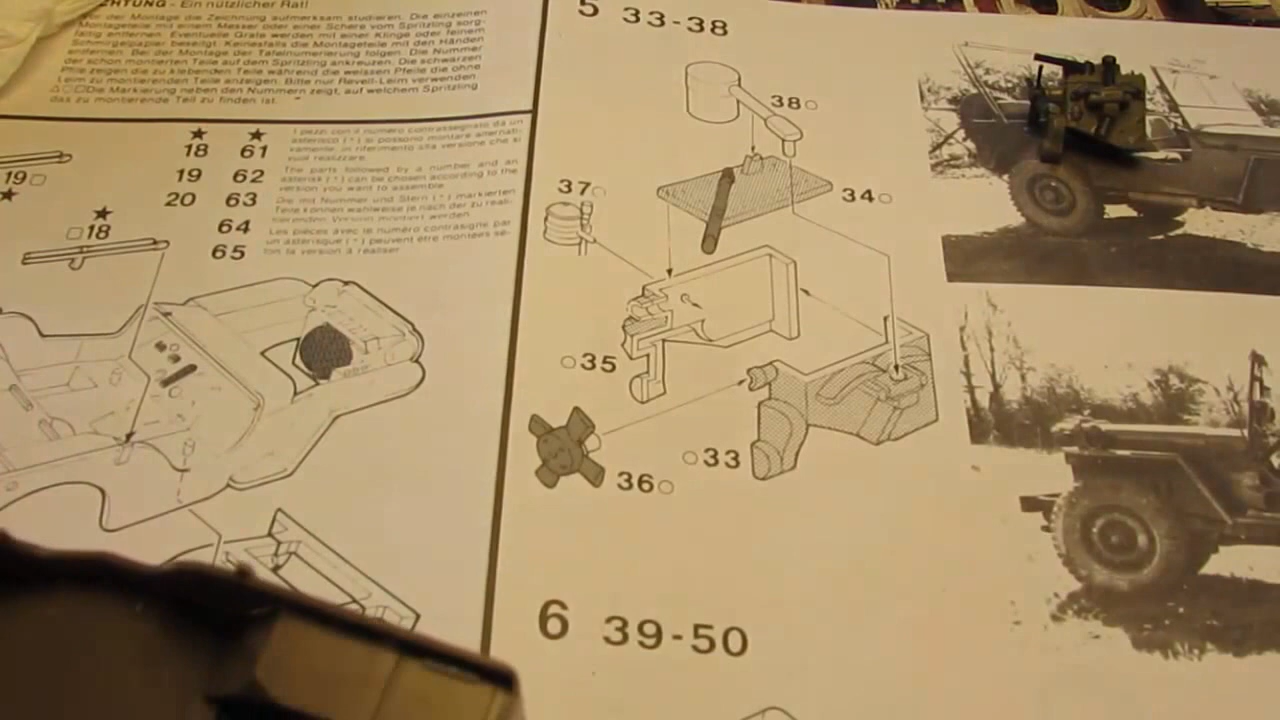 HTUNG - Ein nützlicher Rat!
der Montage die Zeichnung aufmerksam studieren. Die einzelnen
Montageteile mit einem Messer oder einer Schere vom Spritzling sorg-
fältig entfernen. Eventuelle Grate werden mit einer Klinge oder feinem
Schmirgelpapier beseitigt. Keinesfalls die Montageteile mit den Händen
entfernen. Bei der Montage der Tafelnumerierung folgen. Die Nummer
der schon montierten Teile auf dem Spritzling ankreuzen. Die schwarzen
Pfeile zeigen die zu klebenden Teile während die weissen Pfeile die ohne
Leim zu montierenden Teile anzeigen. Bitte nur Revell-Leim verwenden.
△○□Die Markierung neben den Nummern zeigt, auf welchem Spritzling
das zu montierende Teil zu finden ist.
★ ★
18 61
19 62
20 63
64
65
I pezzi con il numero contrassegnato da un
asterisco (*) si possono montare alternati-
vamente, in riferimento alla versione che si
vuol realizzare.
The parts followed by a number and an
asterisk (*) can be chosen according to the
version you want to assemble.
Die mit Nummer und Stern (*) markierten
Teile können wahlweise je nach der zu reali-
sierenden Version montiert werden.
Les pièces avec le numéro contrasigné par
un astérisque (*) peuvent être montées se-
lon la version à réaliser.
19□
★
★
□18
5 33-38
38○
37○
34○
○35
○33
36○
6 39-50